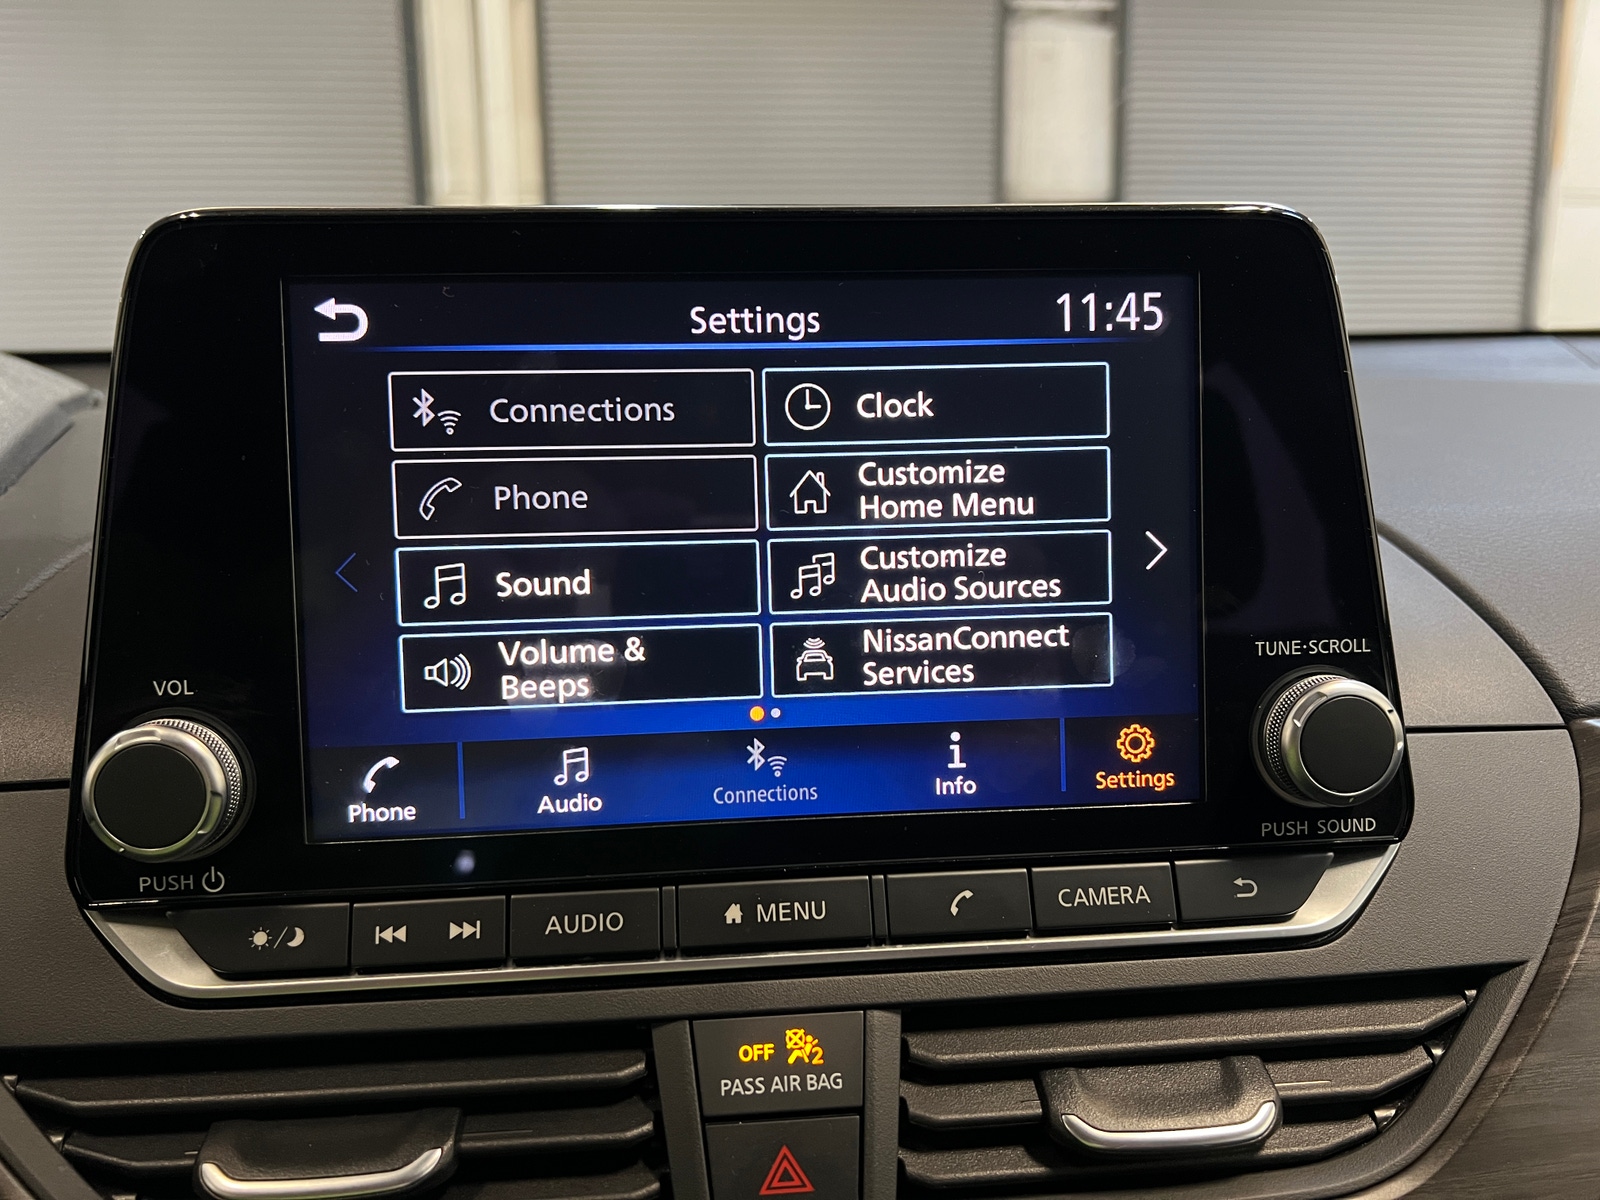 Settings
11:45
Connections
Clock
Phone
Customize
Home Menu
Sound
Customize
Audio Sources
Volume &
Beeps
NissanConnect
Services
Phone
Audio
Connections
Info
Settings
VOL
PUSH
TUNE·SCROLL
PUSH SOUND
AUDIO
MENU
CAMERA
OFF
2
PASS AIR BAG